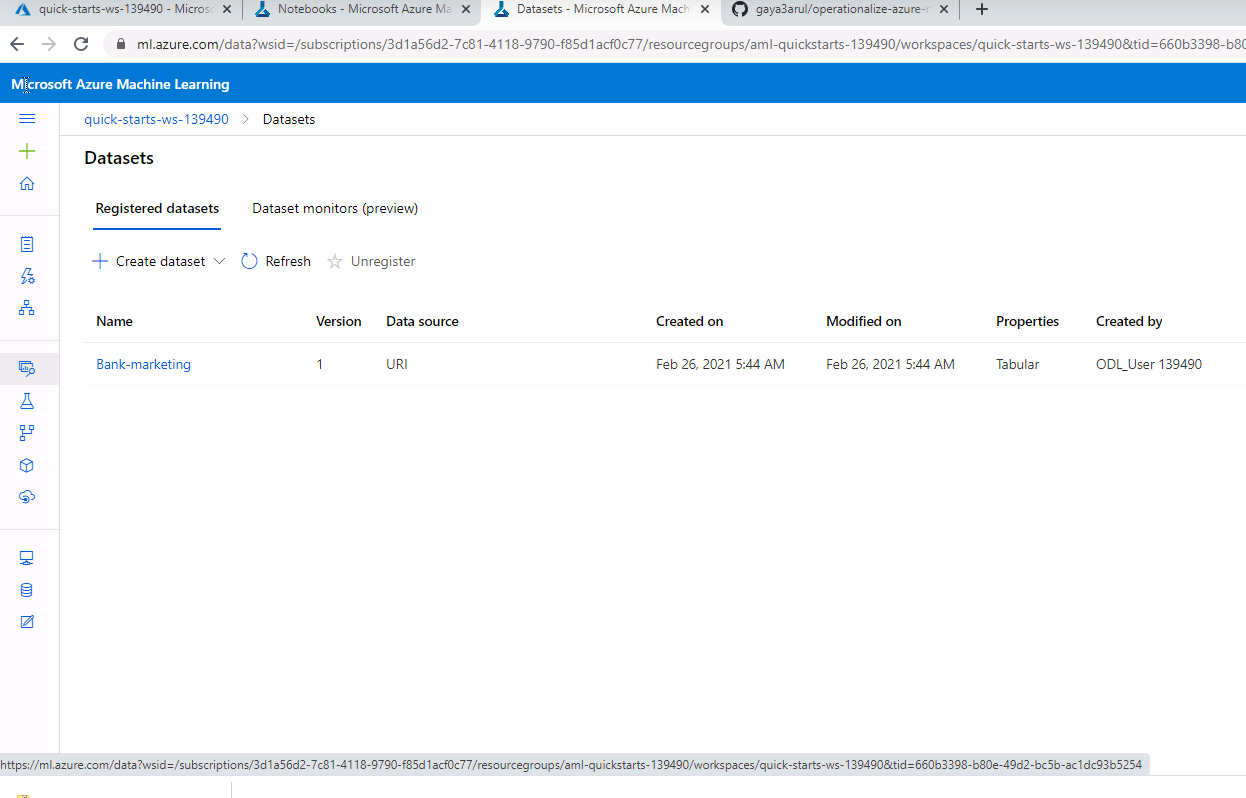 quick-starts-ws-139490 - Microsc
Notebooks - Microsoft Azure Ma
Datasets - Microsoft Azure Mach
gaya3arul/operationalize-azure-m
ml.azure.com/data?wsid=/subscriptions/3d1a56d2-7c81-4118-9790-f85d1acf0c77/resourcegroups/aml-quickstarts-139490/workspaces/quick-starts-ws-139490&tid=660b3398-b80
Microsoft Azure Machine Learning
quick-starts-ws-139490 > Datasets
Datasets
Registered datasets Dataset monitors (preview)
Create dataset Refresh Unregister
Name Version Data source Created on Modified on Properties Created by
Bank-marketing 1 URI Feb 26, 2021 5:44 AM Feb 26, 2021 5:44 AM Tabular ODL_User 139490
https://ml.azure.com/data?wsid=/subscriptions/3d1a56d2-7c81-4118-9790-f85d1acf0c77/resourcegroups/aml-quickstarts-139490/workspaces/quick-starts-ws-139490&tid=660b3398-b80e-49d2-bc5b-ac1dc93b5254